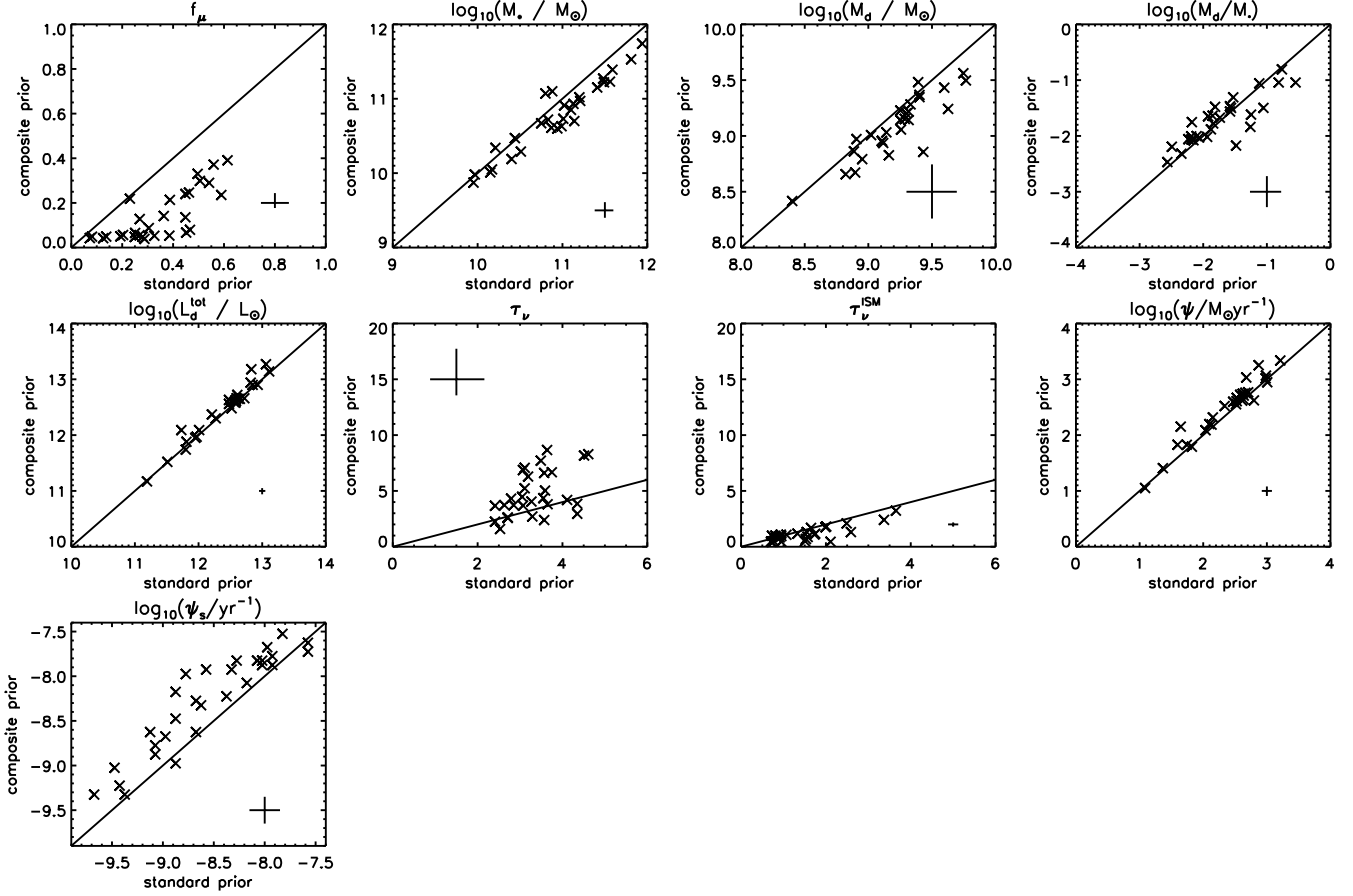 f_μ
composite prior
1.0
0.8
0.6
0.4
0.2
0.0
0.0 0.2 0.4 0.6 0.8 1.0
standard prior
log₁₀(M_* / M_⊙)
composite prior
12
11
10
9
9 10 11 12
standard prior
log₁₀(M_d / M_⊙)
composite prior
10.0
9.5
9.0
8.5
8.0
8.0 8.5 9.0 9.5 10.0
standard prior
log₁₀(M_d/M_*)
composite prior
0
−1
−2
−3
−4
−4 −3 −2 −1 0
standard prior
log₁₀(L_d^tot / L_⊙)
composite prior
14
13
12
11
10
10 11 12 13 14
standard prior
τ_ν
composite prior
20
15
10
5
0
0 2 4 6
standard prior
τ_ν^ISM
composite prior
20
15
10
5
0
0 2 4 6
standard prior
log₁₀(ψ/M_⊙yr⁻¹)
composite prior
4
3
2
1
0
0 1 2 3 4
standard prior
log₁₀(ψ_s/yr⁻¹)
composite prior
−7.5
−8.0
−8.5
−9.0
−9.5
−9.5 −9.0 −8.5 −8.0 −7.5
standard prior